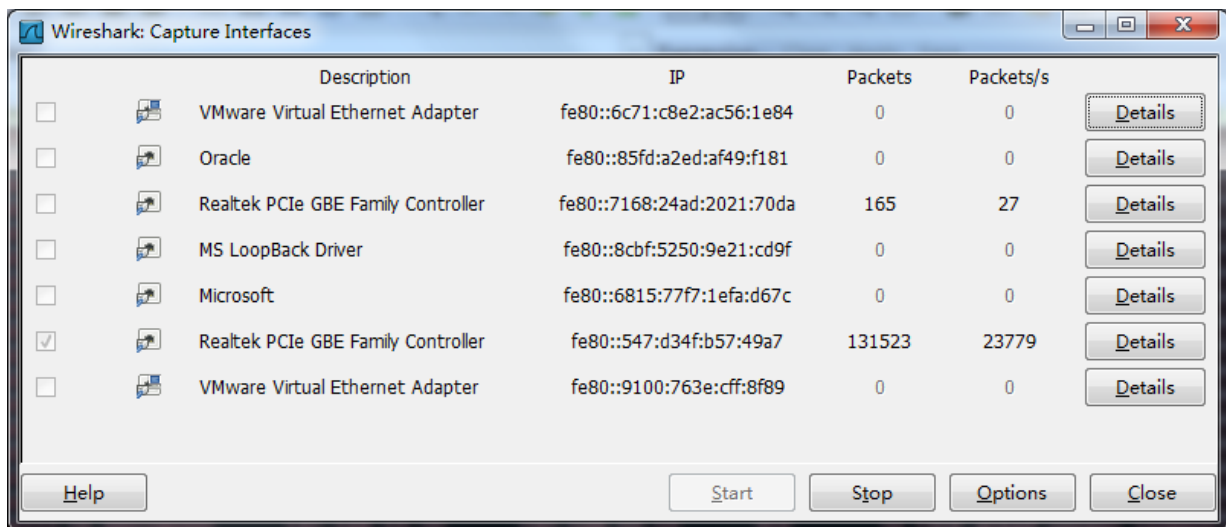 Wireshark: Capture Interfaces
Description IP Packets Packets/s
VMware Virtual Ethernet Adapter fe80::6c71:c8e2:ac56:1e84 0 0 Details
Oracle fe80::85fd:a2ed:af49:f181 0 0 Details
Realtek PCIe GBE Family Controller fe80::7168:24ad:2021:70da 165 27 Details
MS LoopBack Driver fe80::8cbf:5250:9e21:cd9f 0 0 Details
Microsoft fe80::6815:77f7:1efa:d67c 0 0 Details
Realtek PCIe GBE Family Controller fe80::547:d34f:b57:49a7 131523 23779 Details
VMware Virtual Ethernet Adapter fe80::9100:763e:cff:8f89 0 0 Details
Help Start Stop Options Close